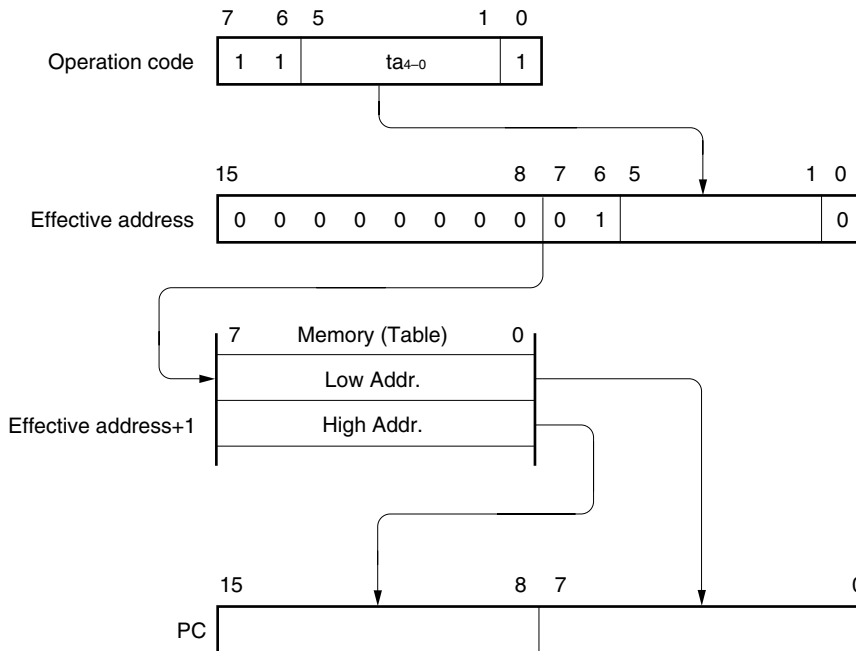 7 6 5 1 0
Operation code 1 1 ta4–0 1
15 8 7 6 5 1 0
Effective address 0 0 0 0 0 0 0 0 0 1 0
7 Memory (Table) 0
Low Addr.
Effective address+1 High Addr.
15 8 7 0
PC